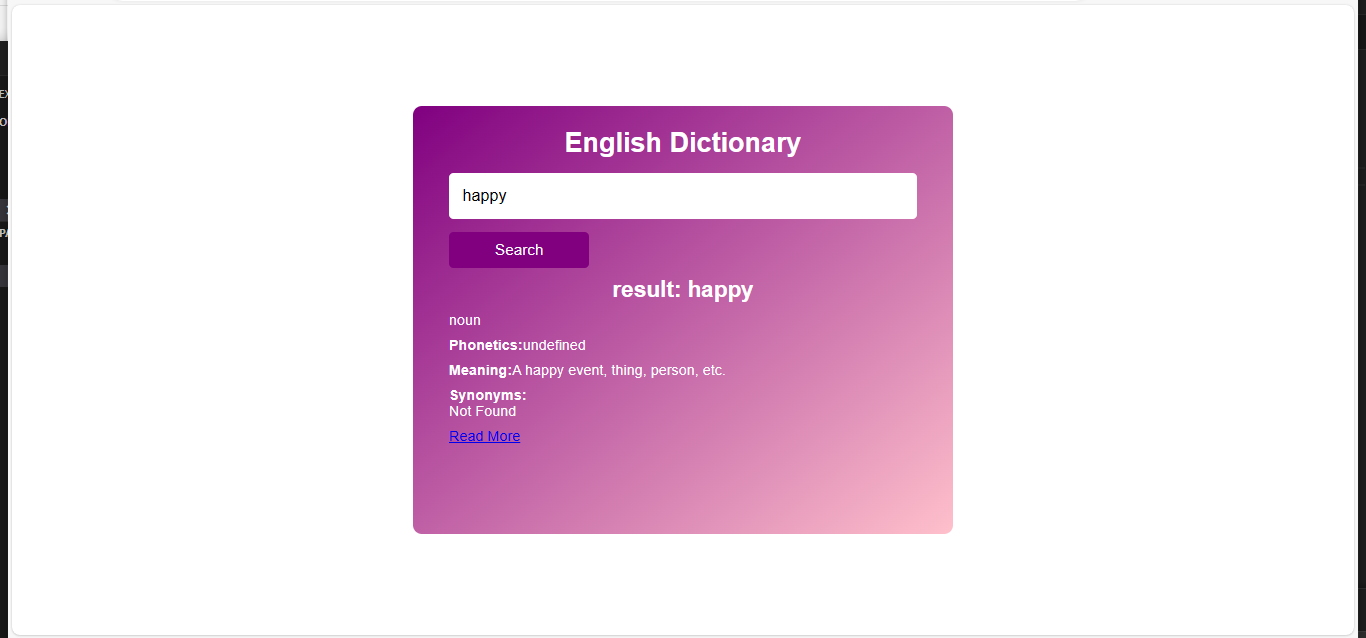 English Dictionary
happy
Search
result: happy
noun
Phonetics:undefined
Meaning:A happy event, thing, person, etc.
Synonyms:
Not Found
Read More